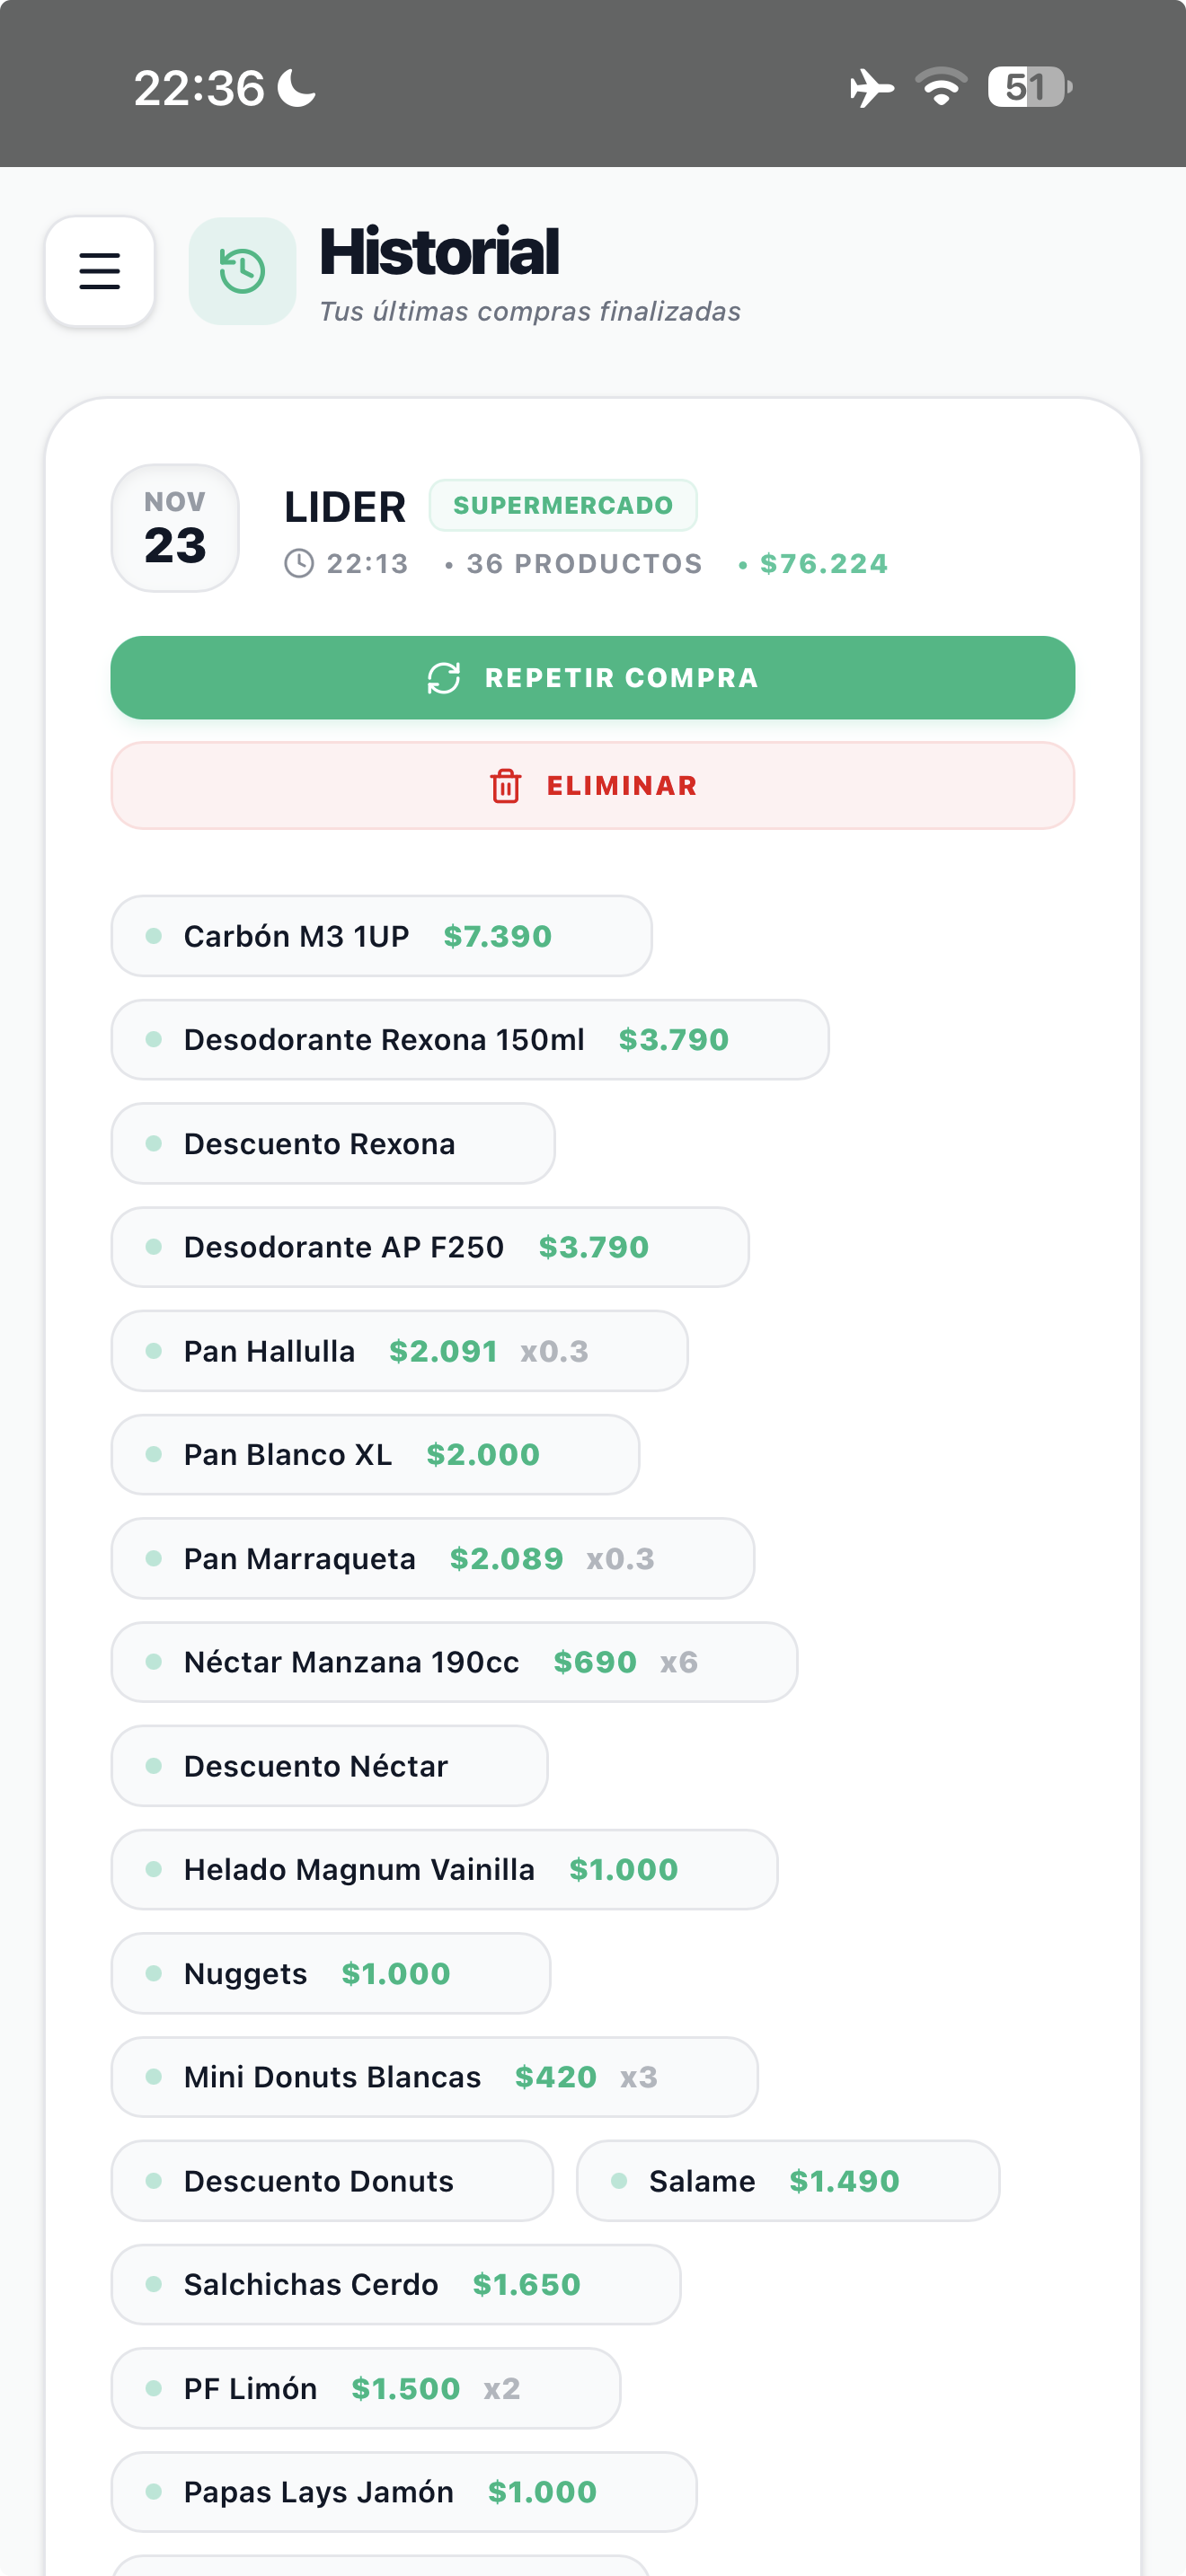 22:36
51
Historial
Tus últimas compras finalizadas
NOV
23
LIDER SUPERMERCADO
22:13 • 36 PRODUCTOS • $76.224
REPETIR COMPRA
ELIMINAR
Carbón M3 1UP $7.390
Desodorante Rexona 150ml $3.790
Descuento Rexona
Desodorante AP F250 $3.790
Pan Hallulla $2.091 x0.3
Pan Blanco XL $2.000
Pan Marraqueta $2.089 x0.3
Néctar Manzana 190cc $690 x6
Descuento Néctar
Helado Magnum Vainilla $1.000
Nuggets $1.000
Mini Donuts Blancas $420 x3
Descuento Donuts
Salame $1.490
Salchichas Cerdo $1.650
PF Limón $1.500 x2
Papas Lays Jamón $1.000